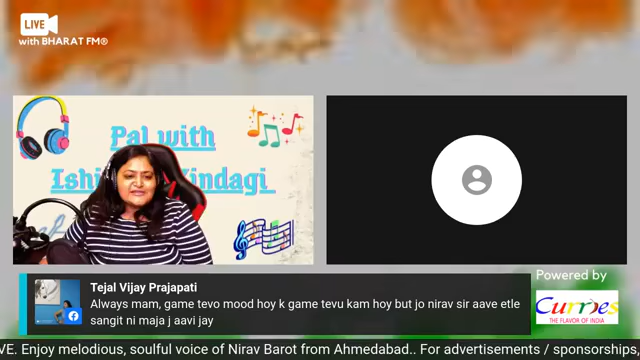 LIVE
with BHARAT FM®
Pal with
Zindagi
Powered by
Curries
THE FLAVOR OF INDIA
Tejal Vijay Prajapati
Always mam, game tevo mood hoy k game tevu kam hoy but jo nirav sir aave etle
sangit ni maja j aavi jay
VE. Enjoy melodious, soulful voice of Nirav Barot from Ahmedabad.. For advertisements / sponsorships,